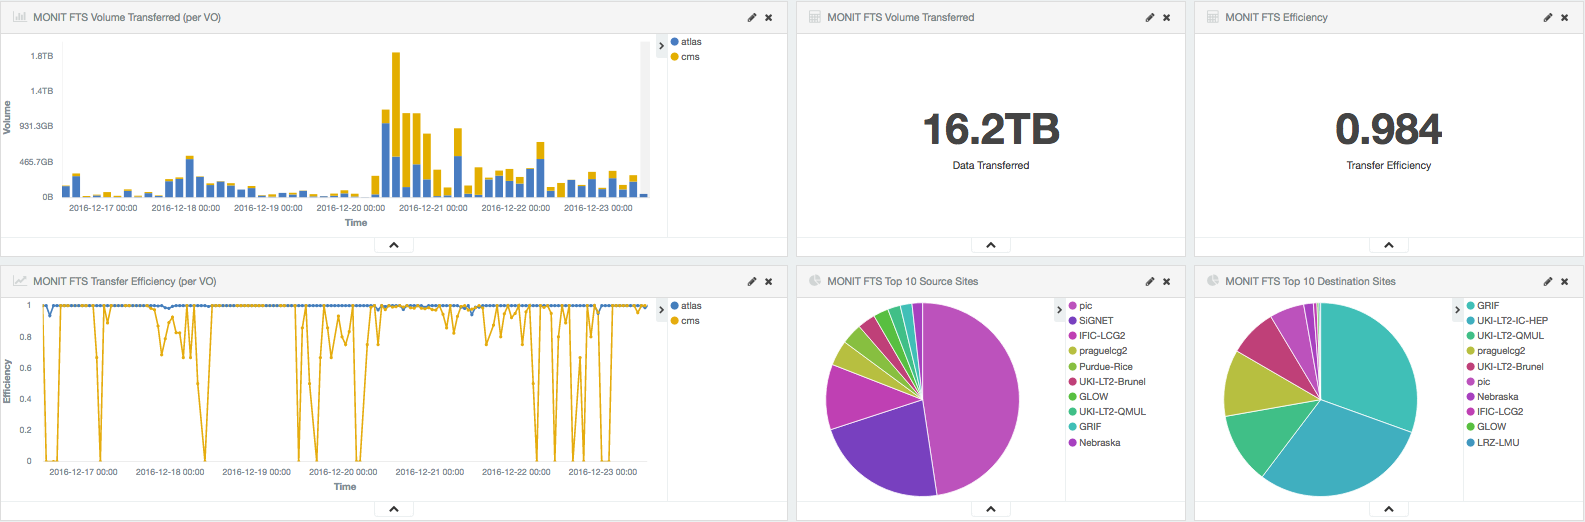 MONIT FTS Volume Transferred (per VO)
1.8TB
1.4TB
931.3GB
465.7GB
0B
Volume
2016-12-17 00:00 2016-12-18 00:00 2016-12-19 00:00 2016-12-20 00:00 2016-12-21 00:00 2016-12-22 00:00 2016-12-23 00:00
Time
atlas
cms
MONIT FTS Volume Transferred
16.2TB
Data Transferred
MONIT FTS Efficiency
0.984
Transfer Efficiency
MONIT FTS Transfer Efficiency (per VO)
1
0.8
0.6
0.4
0.2
0
Efficiency
2016-12-17 00:00 2016-12-18 00:00 2016-12-19 00:00 2016-12-20 00:00 2016-12-21 00:00 2016-12-22 00:00 2016-12-23 00:00
Time
atlas
cms
MONIT FTS Top 10 Source Sites
pic
SiGNET
IFIC-LCG2
praguelcg2
Purdue-Rice
UKI-LT2-Brunel
GLOW
UKI-LT2-QMUL
GRIF
Nebraska
MONIT FTS Top 10 Destination Sites
GRIF
UKI-LT2-IC-HEP
UKI-LT2-QMUL
praguelcg2
UKI-LT2-Brunel
pic
Nebraska
IFIC-LCG2
GLOW
LRZ-LMU